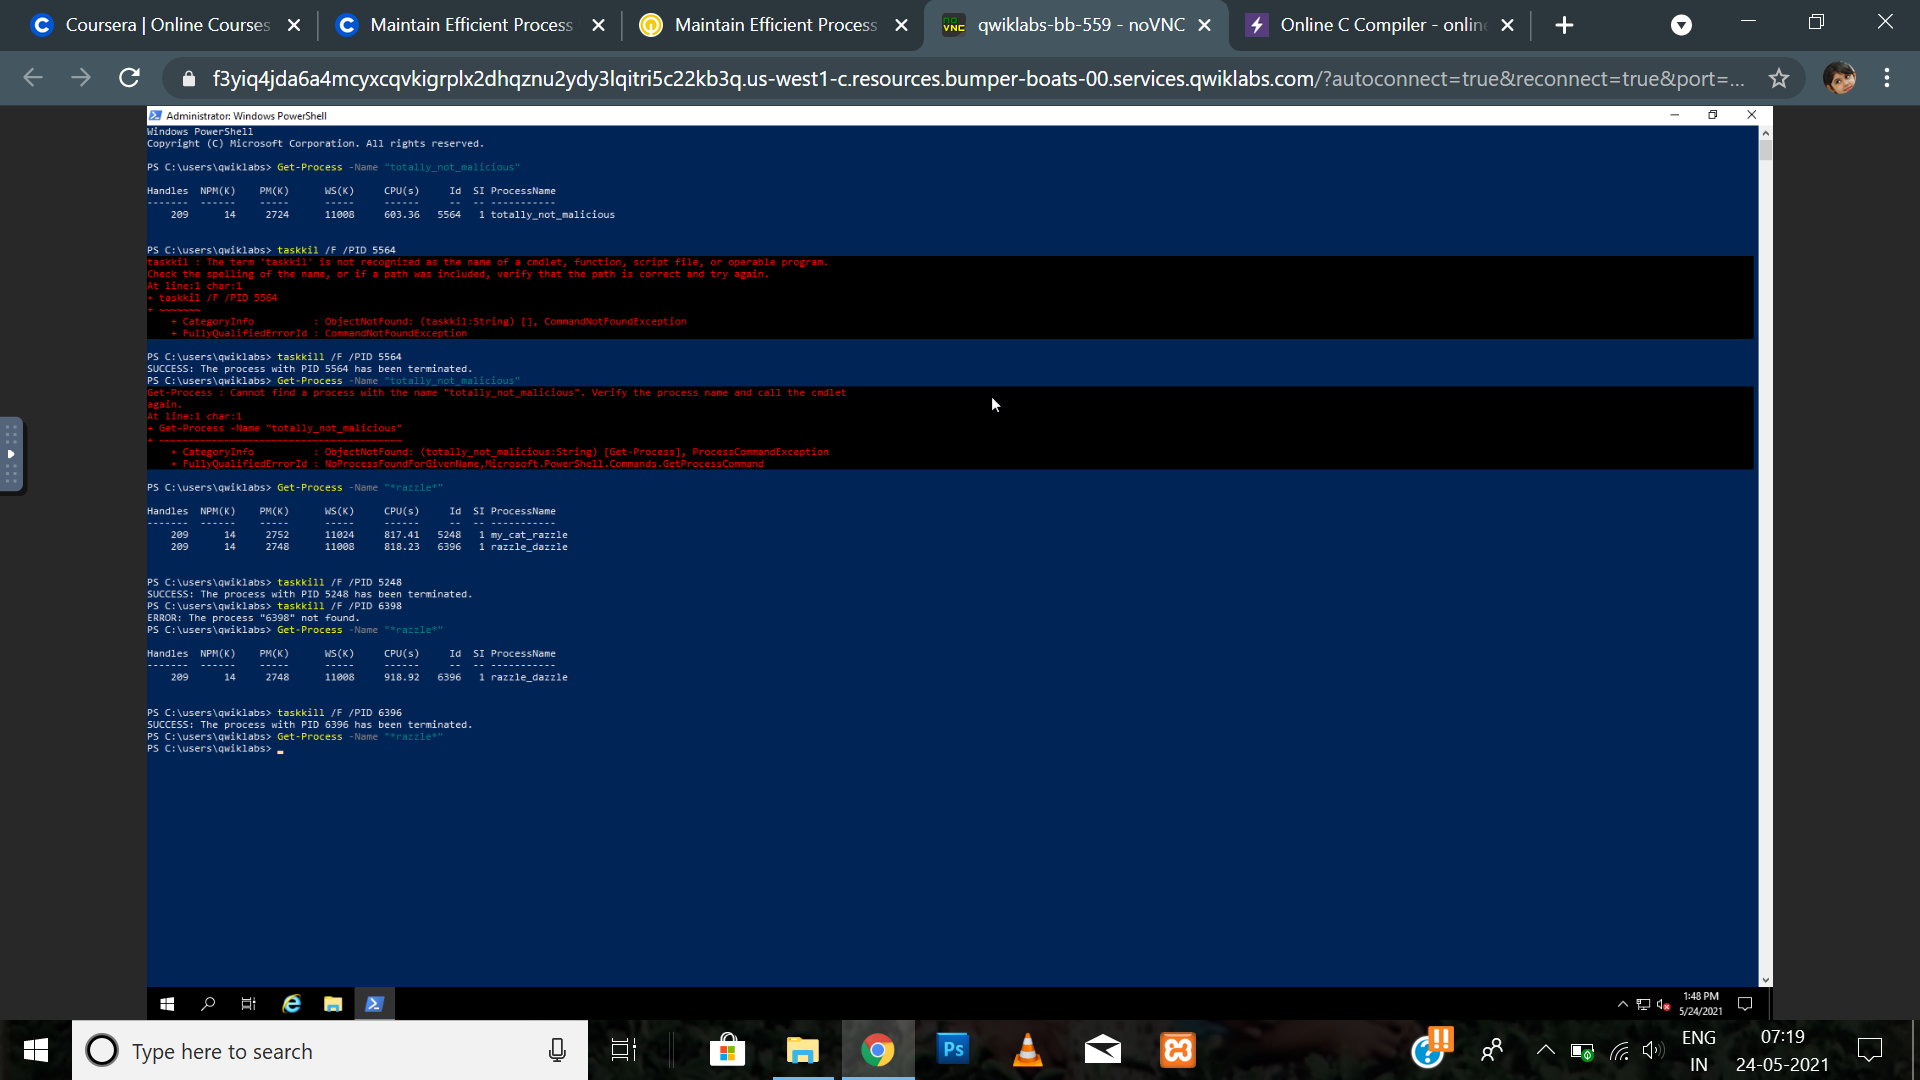 Coursera | Online Courses
Maintain Efficient Process
Maintain Efficient Process
qwiklabs-bb-559 - noVNC
Online C Compiler - online
f3yiq4jda6a4mcyxcqvkigrplx2dhqznu2ydy3lqitri5c22kb3q.us-west1-c.resources.bumper-boats-00.services.qwiklabs.com/?autoconnect=true&reconnect=true&port=...
Administrator: Windows PowerShell
Windows PowerShell
Copyright (C) Microsoft Corporation. All rights reserved.
PS C:\users\qwiklabs> Get-Process -Name "totally_not_malicious"
Handles NPM(K) PM(K) WS(K) CPU(s) Id SI ProcessName
------- ------ ----- ----- ------ -- -- -----------
209 14 2724 11008 603.36 5564 1 totally_not_malicious
PS C:\users\qwiklabs> taskkil /F /PID 5564
taskkil : The term 'taskkil' is not recognized as the name of a cmdlet, function, script file, or operable program.
Check the spelling of the name, or if a path was included, verify that the path is correct and try again.
At line:1 char:1
+ taskkil /F /PID 5564
+ ~~~~~~~
+ CategoryInfo : ObjectNotFound: (taskkil:String) [], CommandNotFoundException
+ FullyQualifiedErrorId : CommandNotFoundException
PS C:\users\qwiklabs> taskkill /F /PID 5564
SUCCESS: The process with PID 5564 has been terminated.
PS C:\users\qwiklabs> Get-Process -Name "totally_not_malicious"
Get-Process : Cannot find a process with the name "totally_not_malicious". Verify the process name and call the cmdlet
again.
At line:1 char:1
+ Get-Process -Name "totally_not_malicious"
+ ~~~~~~~~~~~~~~~~~~~~~~~~~~~~~~~~~~~~~~~~~
+ CategoryInfo : ObjectNotFound: (totally_not_malicious:String) [Get-Process], ProcessCommandException
+ FullyQualifiedErrorId : NoProcessFoundForGivenName,Microsoft.PowerShell.Commands.GetProcessCommand
PS C:\users\qwiklabs> Get-Process -Name "*razzle*"
Handles NPM(K) PM(K) WS(K) CPU(s) Id SI ProcessName
------- ------ ----- ----- ------ -- -- -----------
209 14 2752 11024 817.41 5248 1 my_cat_razzle
209 14 2748 11008 818.23 6396 1 razzle_dazzle
PS C:\users\qwiklabs> taskkill /F /PID 5248
SUCCESS: The process with PID 5248 has been terminated.
PS C:\users\qwiklabs> taskkill /F /PID 6398
ERROR: The process "6398" not found.
PS C:\users\qwiklabs> Get-Process -Name "*razzle*"
Handles NPM(K) PM(K) WS(K) CPU(s) Id SI ProcessName
------- ------ ----- ----- ------ -- -- -----------
209 14 2748 11008 918.92 6396 1 razzle_dazzle
PS C:\users\qwiklabs> taskkill /F /PID 6396
SUCCESS: The process with PID 6396 has been terminated.
PS C:\users\qwiklabs> Get-Process -Name "*razzle*"
PS C:\users\qwiklabs> _
1:48 PM
5/24/2021
Type here to search
Ps
ENG
IN
07:19
24-05-2021